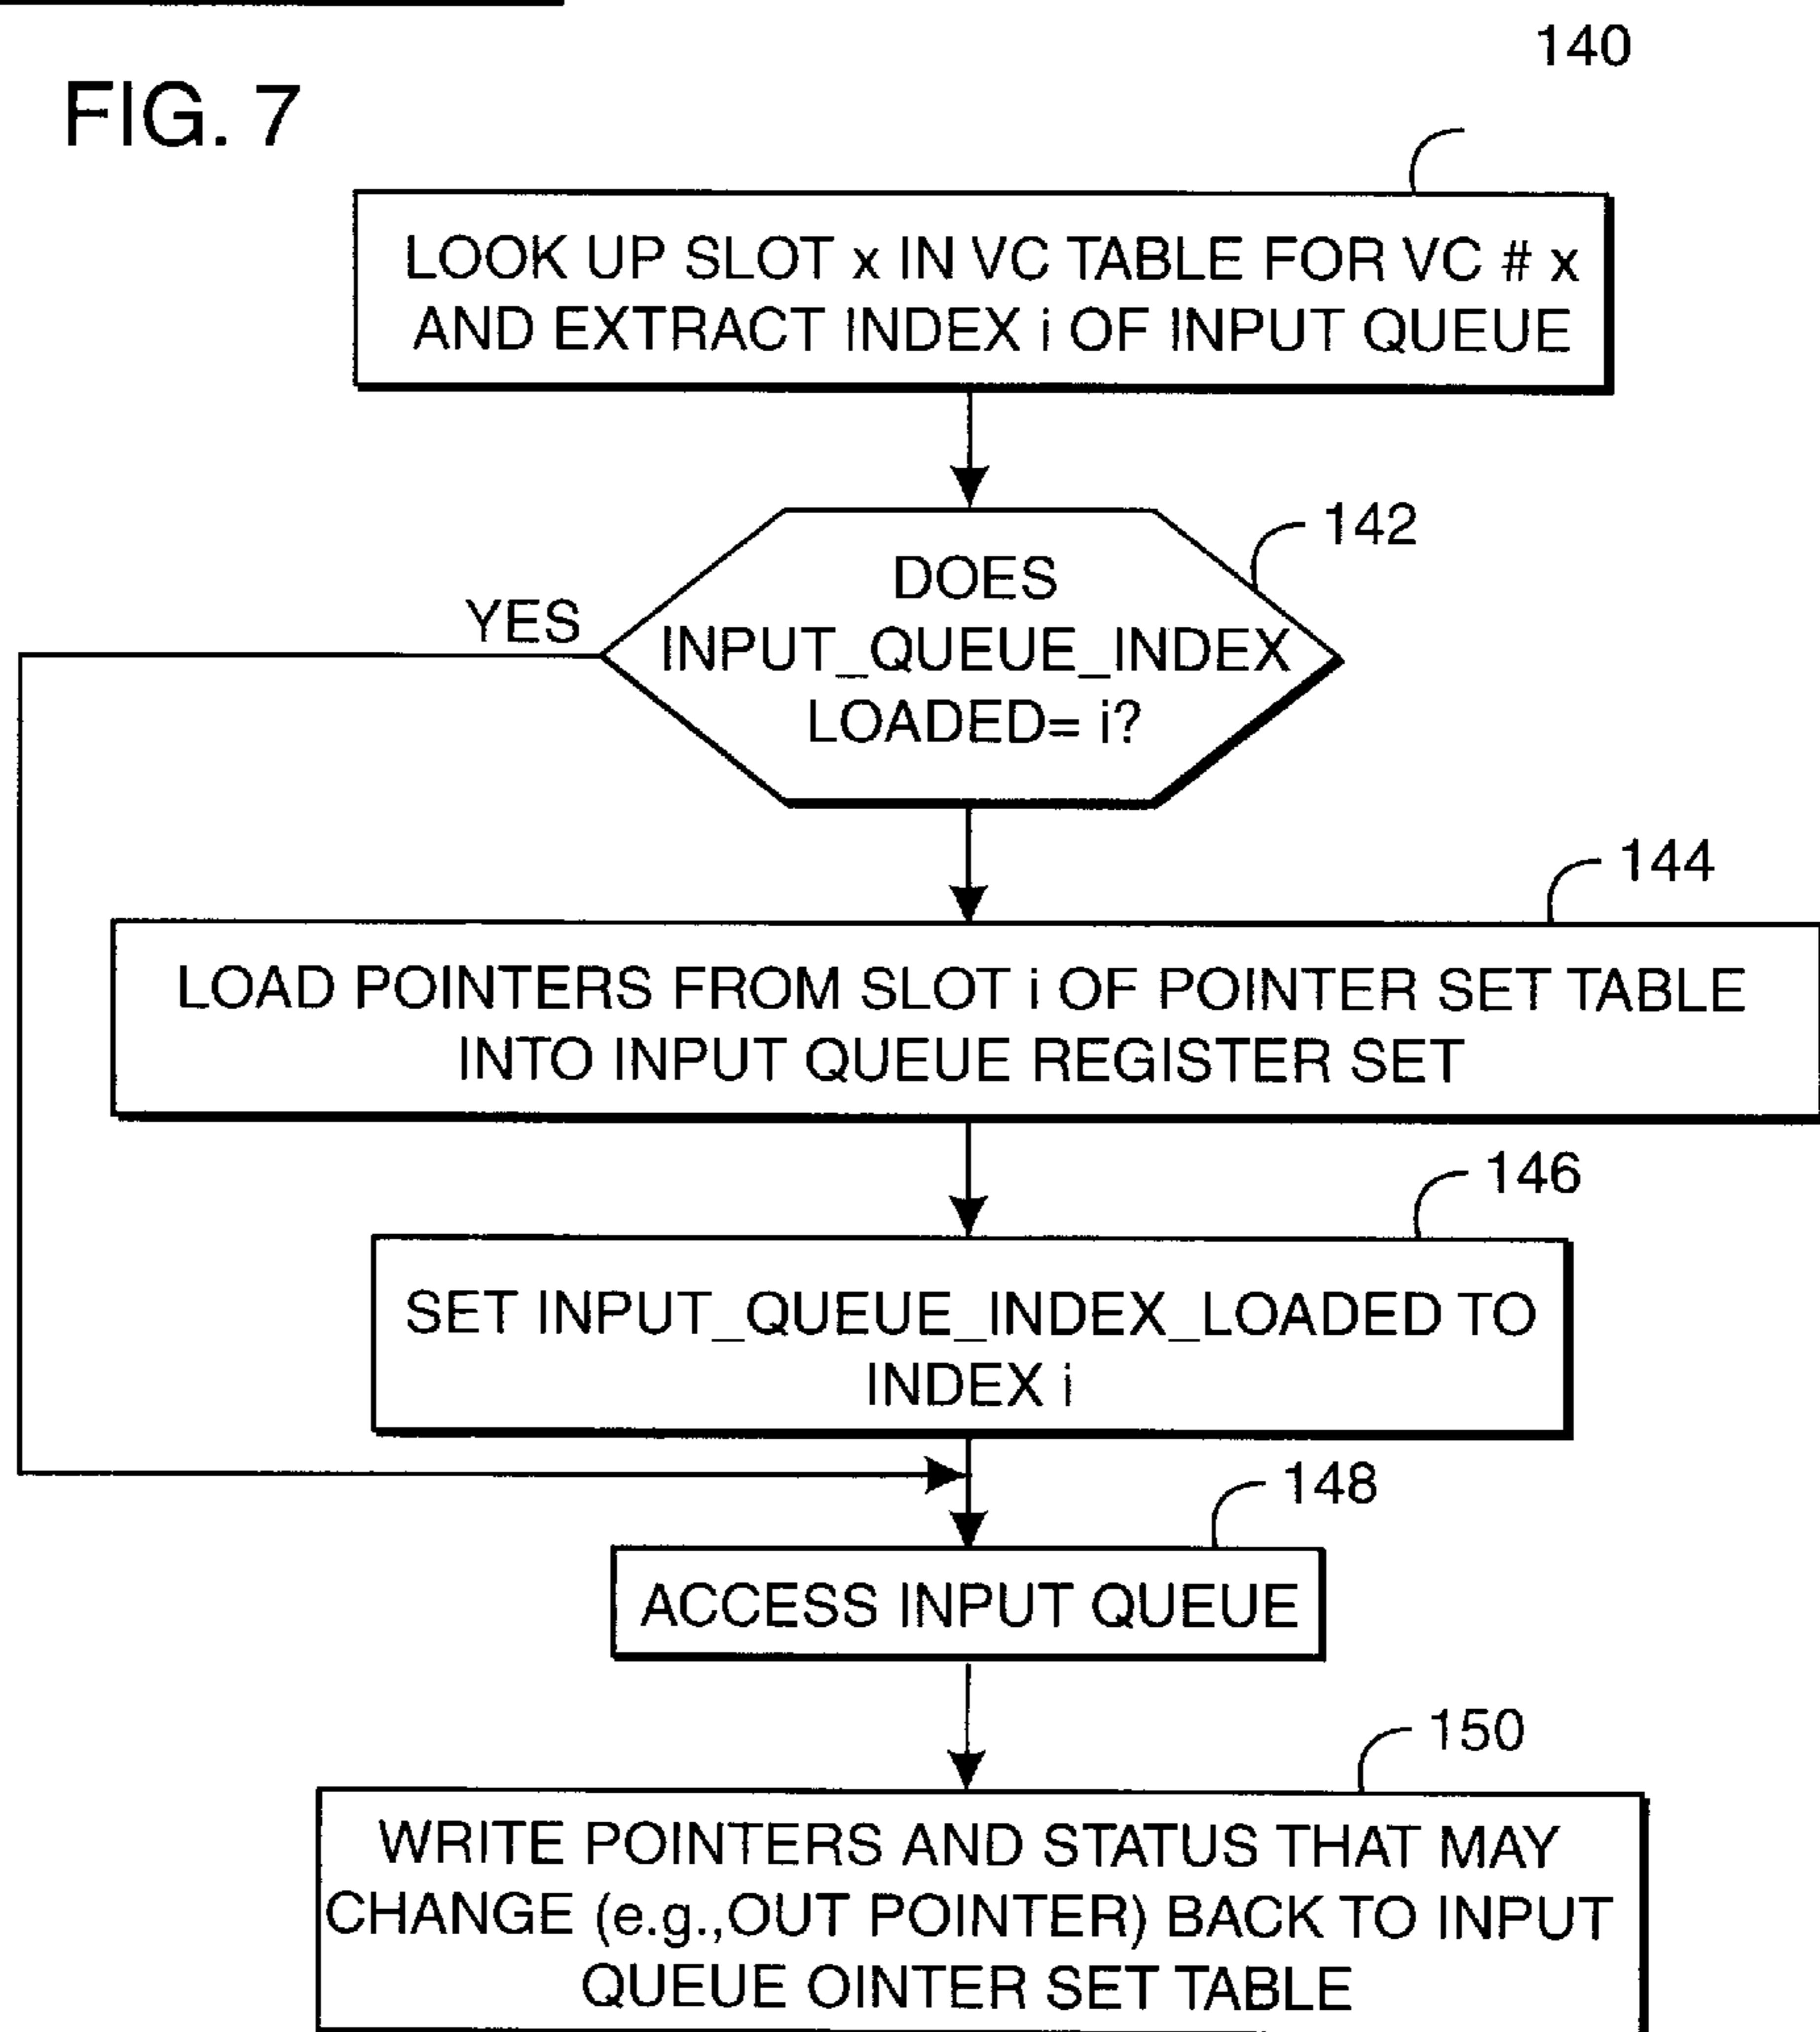 140
FIG. 7
LOOK UP SLOT x IN VC TABLE FOR VC # x
AND EXTRACT INDEX i OF INPUT QUEUE
142
DOES
YES
INPUT_QUEUE_INDEX
LOADED= i?
144
LOAD POINTERS FROM SLOT i OF POINTER SET TABLE
INTO INPUT QUEUE REGISTER SET
146
SET INPUT_QUEUE_INDEX_LOADED TO
INDEX i
148
ACCESS INPUT QUEUE
150
WRITE POINTERS AND STATUS THAT MAY
CHANGE (e.g.,OUT POINTER) BACK TO INPUT
QUEUE OINTER SET TABLE